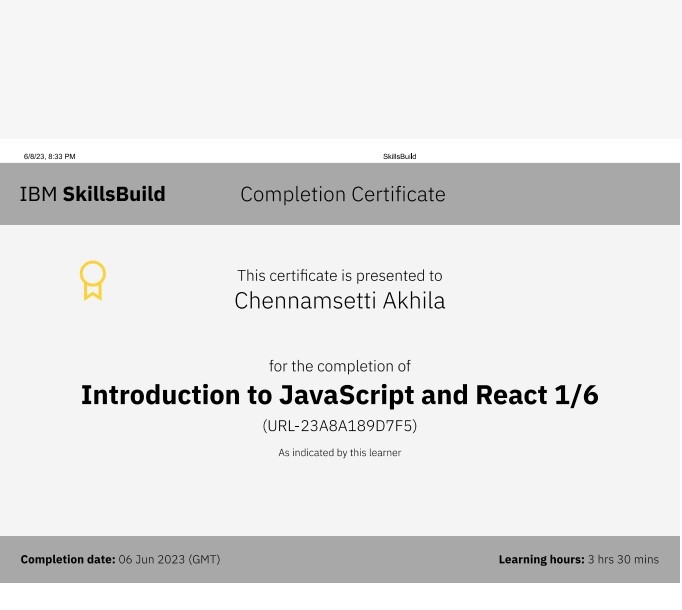 6/8/23, 8:33 PM SkillsBuild
IBM SkillsBuild Completion Certificate
This certificate is presented to
Chennamsetti Akhila
for the completion of
Introduction to JavaScript and React 1/6
(URL-23A8A189D7F5)
As indicated by this learner
Completion date: 06 Jun 2023 (GMT) Learning hours: 3 hrs 30 mins